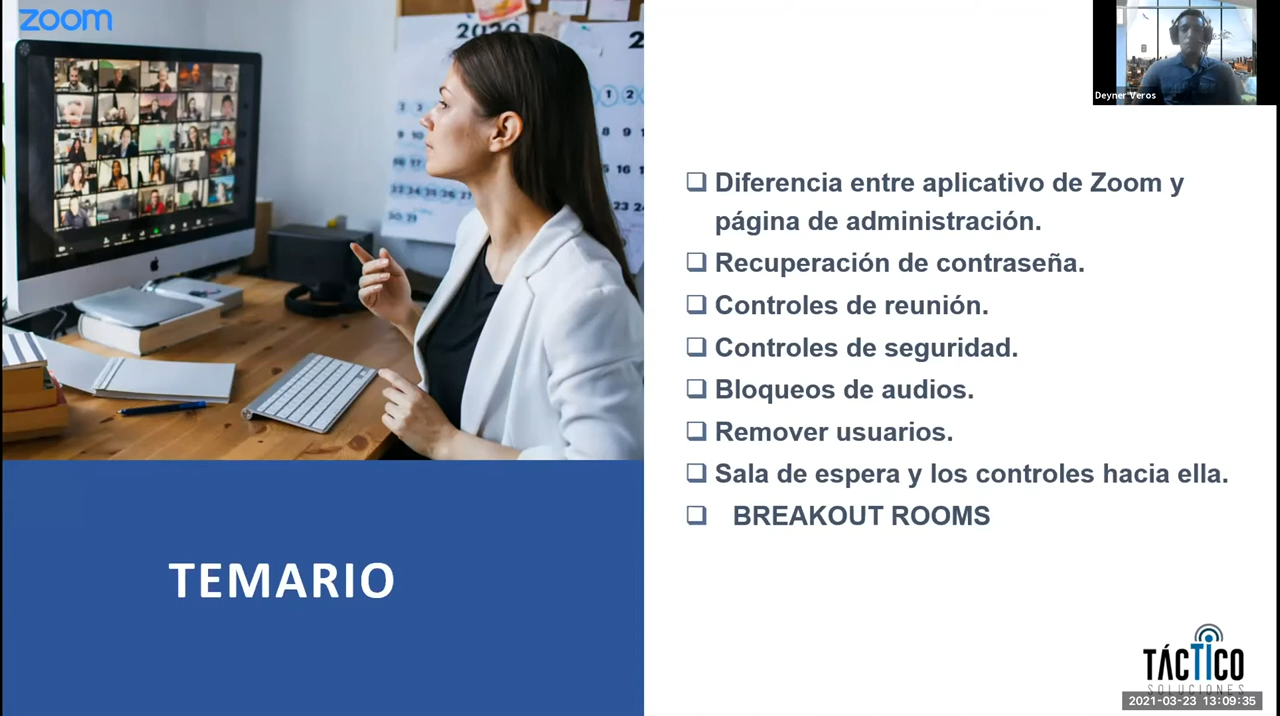 zoom
2020
Deyner Veros
Diferencia entre aplicativo de Zoom y
página de administración.
Recuperación de contraseña.
Controles de reunión.
Controles de seguridad.
Bloqueos de audios.
Remover usuarios.
Sala de espera y los controles hacia ella.
BREAKOUT ROOMS
TEMARIO
TÁCTICO
SOLUCIONES
2021-03-23 13:09:35